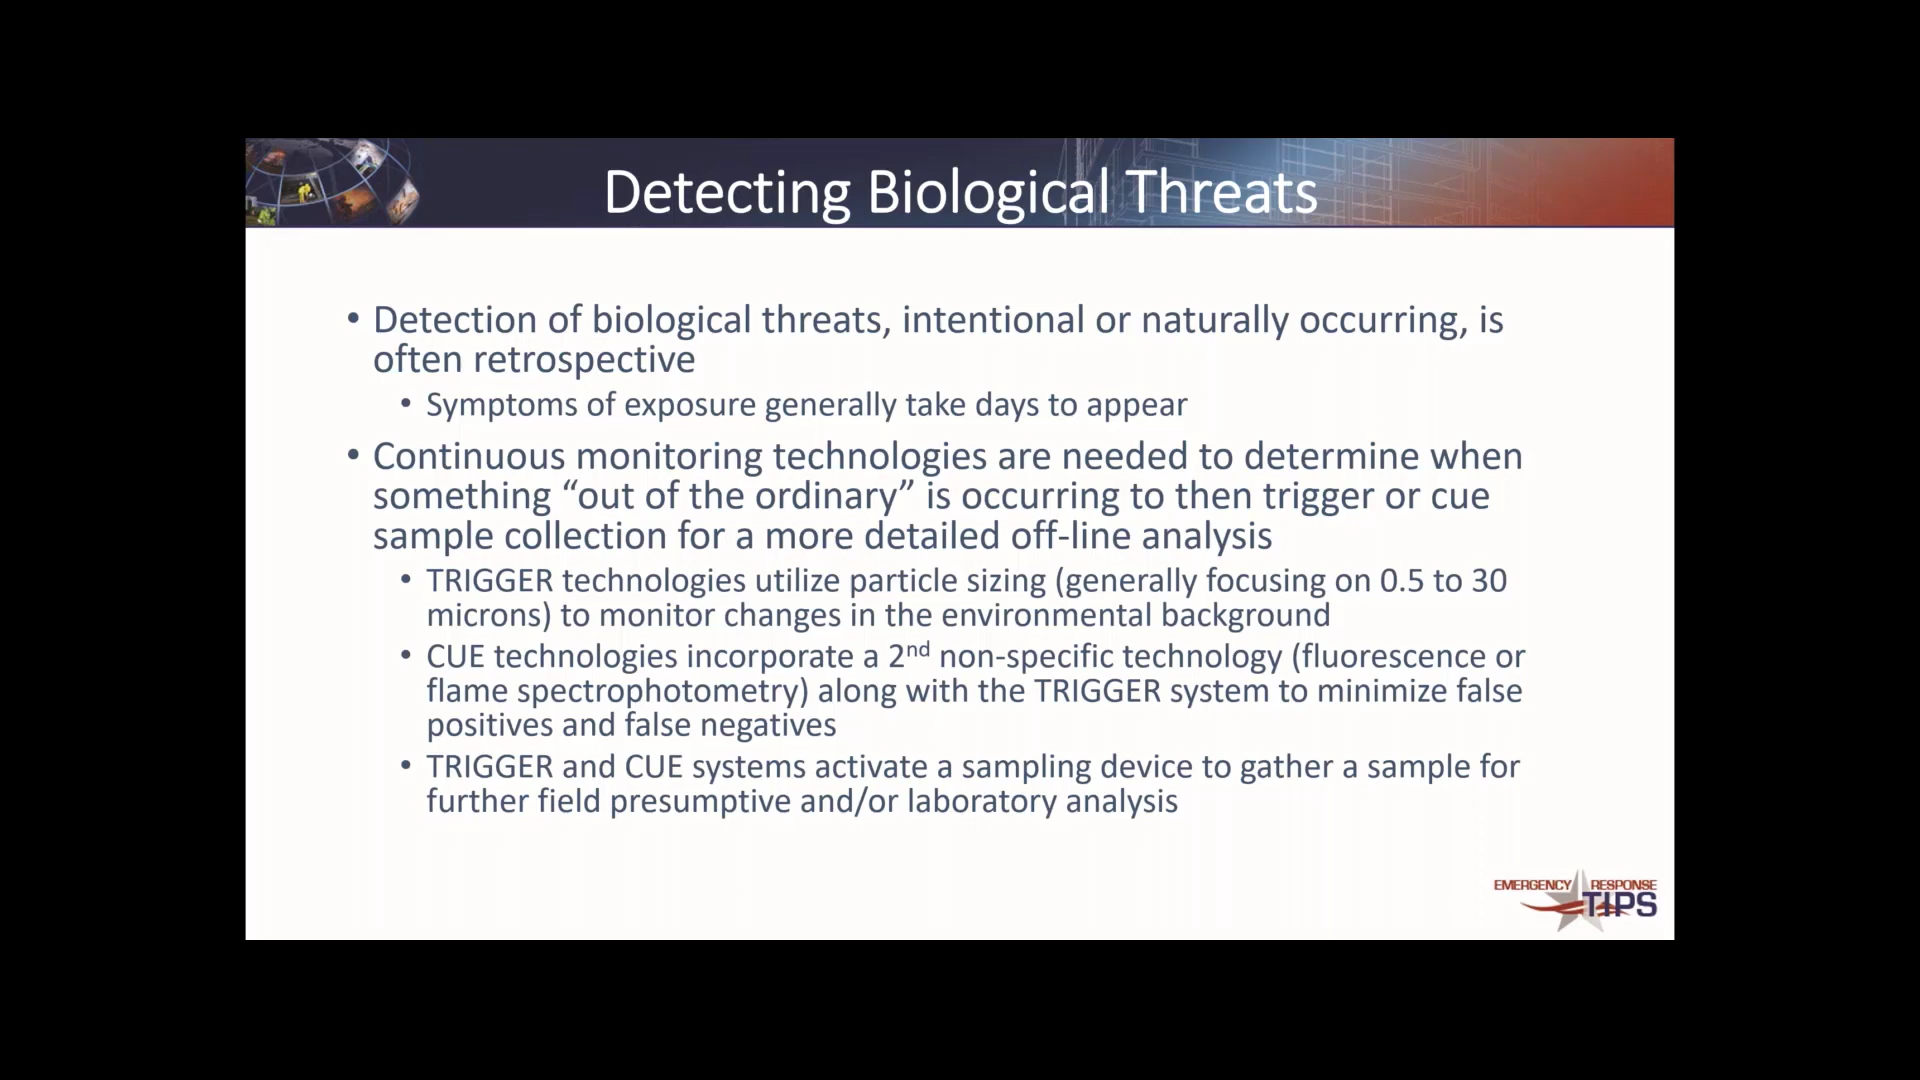 Detecting Biological Threats
• Detection of biological threats, intentional or naturally occurring, is
often retrospective
• Symptoms of exposure generally take days to appear
• Continuous monitoring technologies are needed to determine when
something “out of the ordinary” is occurring to then trigger or cue
sample collection for a more detailed off-line analysis
• TRIGGER technologies utilize particle sizing (generally focusing on 0.5 to 30
microns) to monitor changes in the environmental background
• CUE technologies incorporate a 2nd non-specific technology (fluorescence or
flame spectrophotometry) along with the TRIGGER system to minimize false
positives and false negatives
• TRIGGER and CUE systems activate a sampling device to gather a sample for
further field presumptive and/or laboratory analysis
EMERGENCY RESPONSE
TIPS